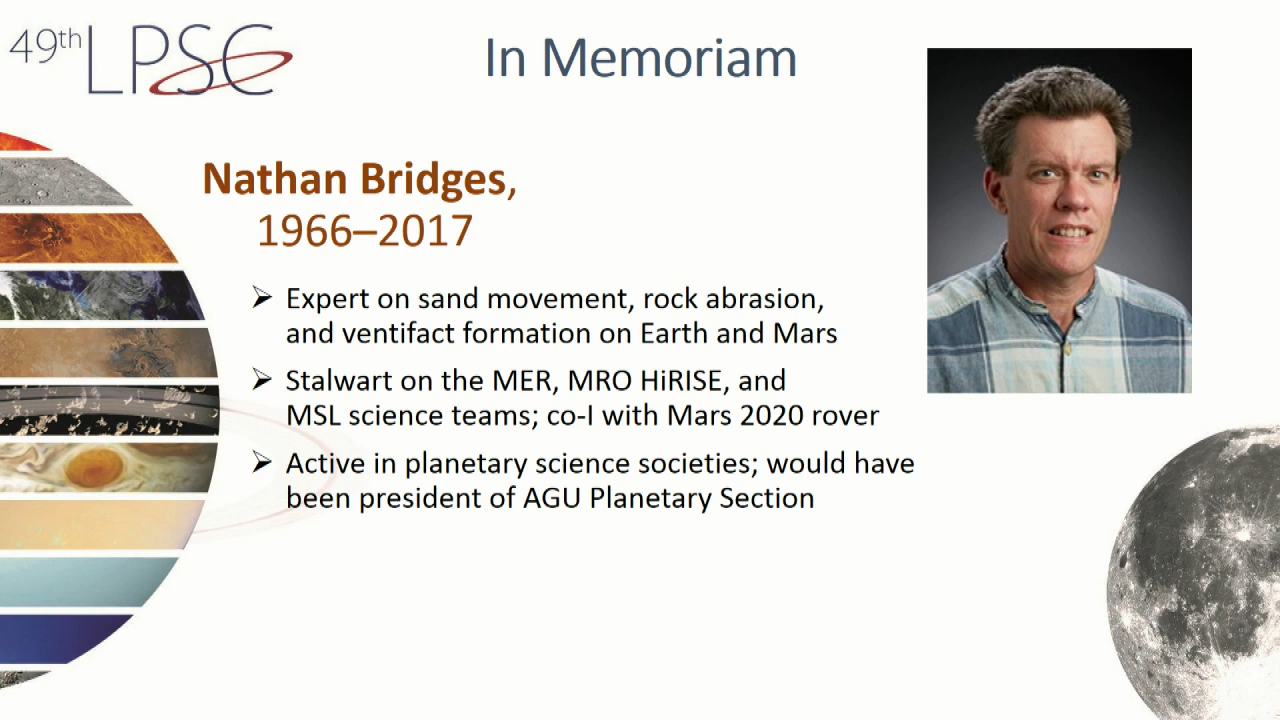 49th LPSC
In Memoriam
Nathan Bridges,
1966–2017
➢ Expert on sand movement, rock abrasion,
and ventifact formation on Earth and Mars
➢ Stalwart on the MER, MRO HiRISE, and
MSL science teams; co-I with Mars 2020 rover
➢ Active in planetary science societies; would have
been president of AGU Planetary Section